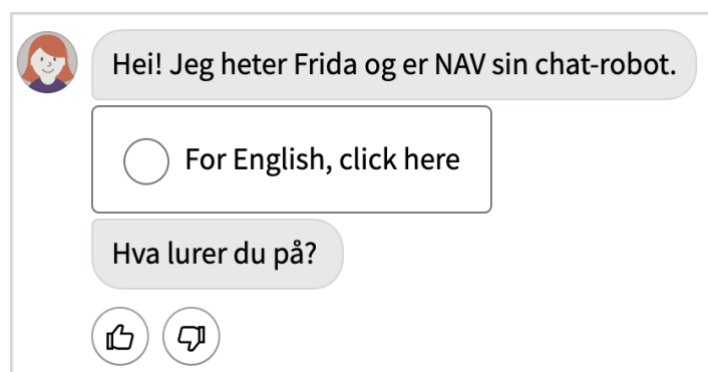 Hei! Jeg heter Frida og er NAV sin chat-robot.
For English, click here
Hva lurer du på?